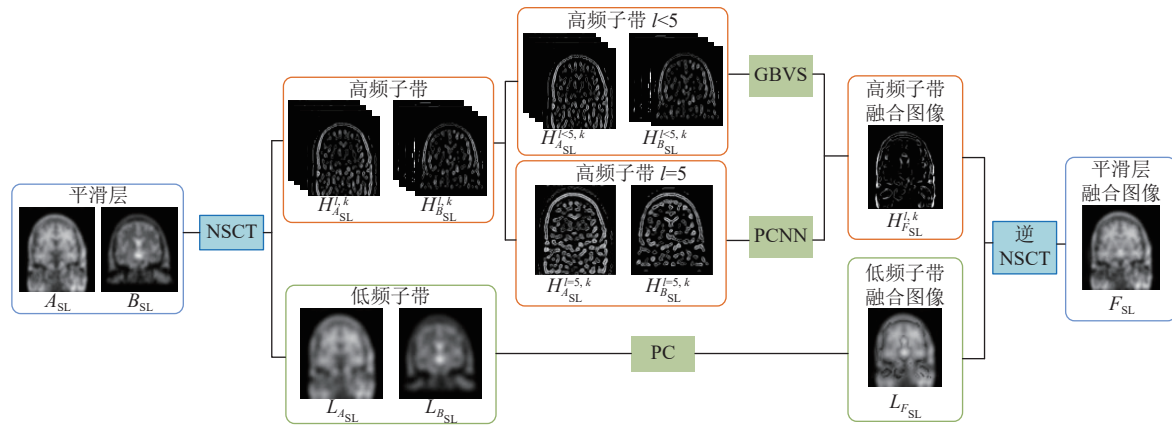 平滑层
A_SL
B_SL
NSCT
高频子带
H_{A_SL}^{l, k}
H_{B_SL}^{l, k}
高频子带 l<5
H_{A_SL}^{l<5, k}
H_{B_SL}^{l<5, k}
GBVS
高频子带 l=5
H_{A_SL}^{l=5, k}
H_{B_SL}^{l=5, k}
PCNN
低频子带
L_{A_SL}
L_{B_SL}
PC
高频子带
融合图像
H_{F_SL}^{l, k}
低频子带
融合图像
L_{F_SL}
逆
NSCT
平滑层
融合图像
F_SL